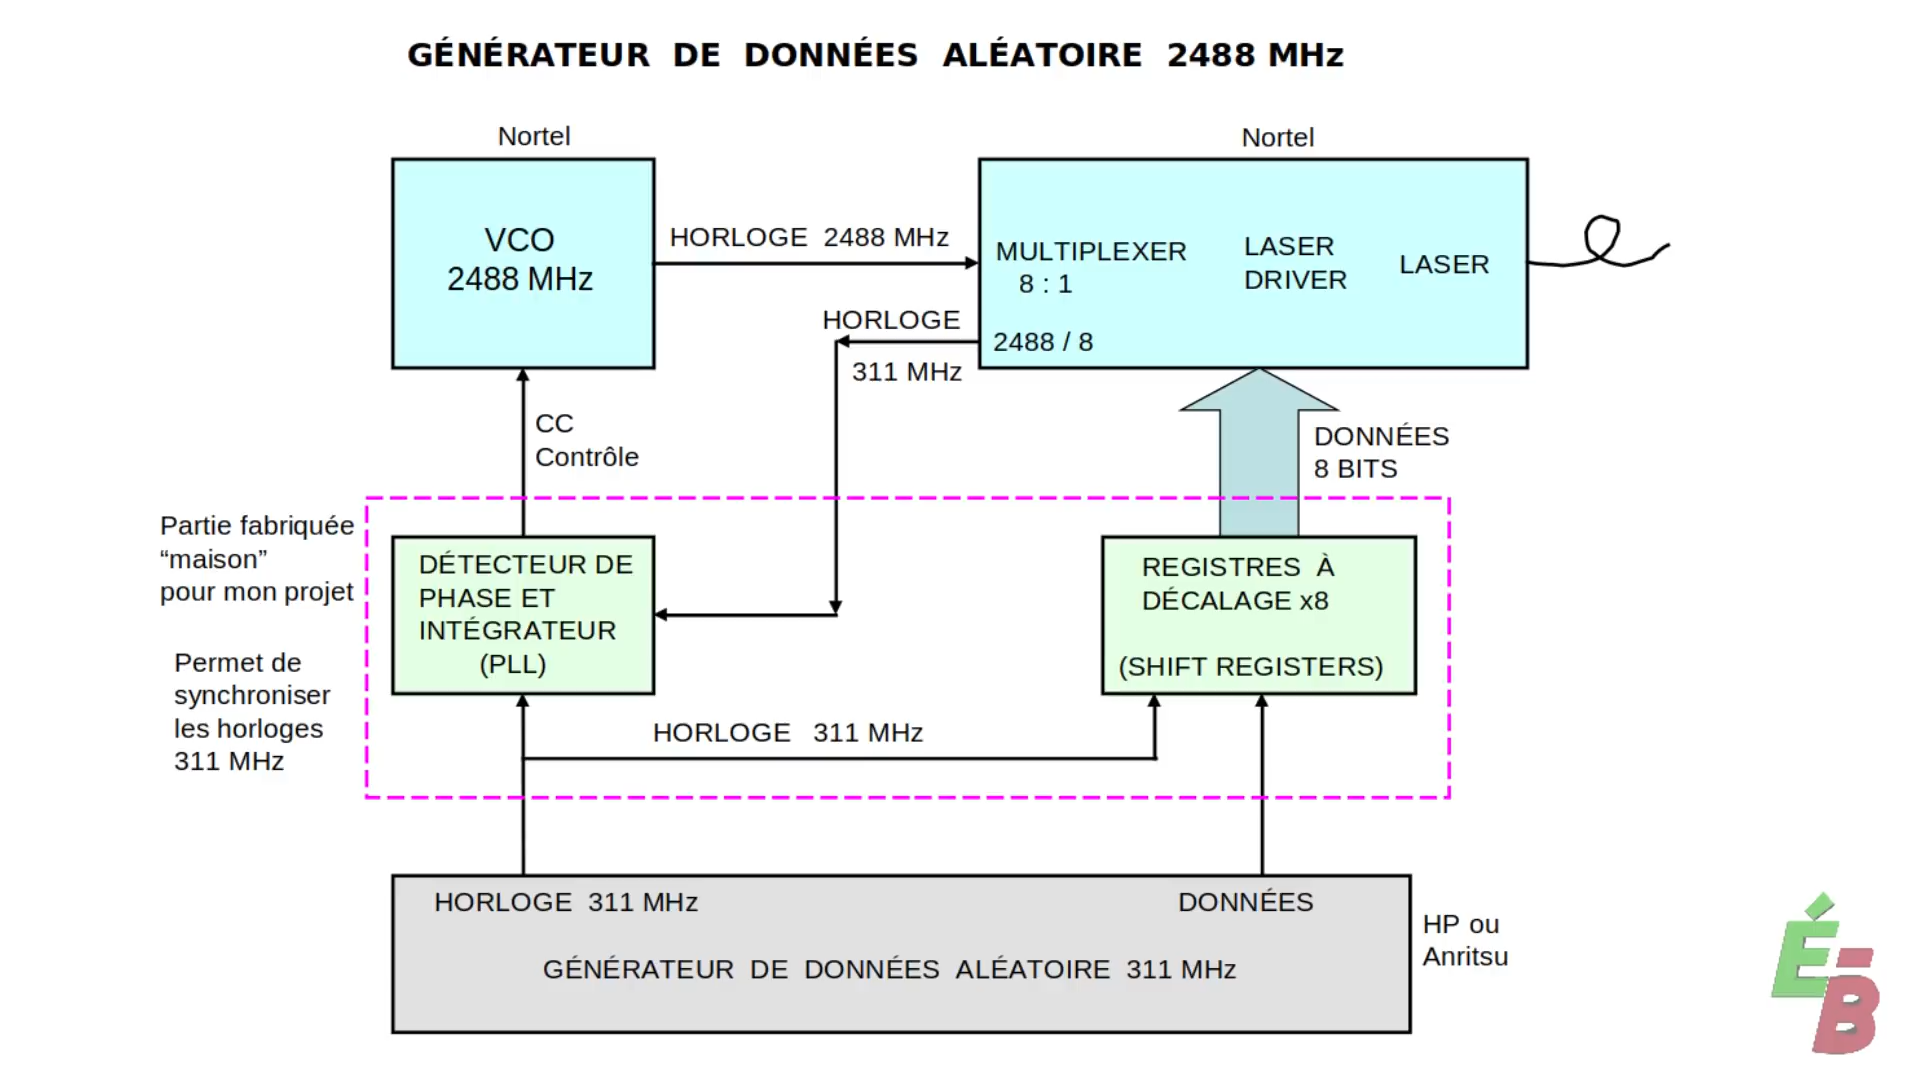 GÉNÉRATEUR DE DONNÉES ALÉATOIRE 2488 MHz
Nortel
Nortel
VCO
2488 MHz
HORLOGE 2488 MHz
MULTIPLEXER
8 : 1
LASER
DRIVER
LASER
2488 / 8
HORLOGE
311 MHz
CC
Contrôle
DONNÉES
8 BITS
Partie fabriquée
“maison”
pour mon projet
Permet de
synchroniser
les horloges
311 MHz
DÉTECTEUR DE
PHASE ET
INTÉGRATEUR
(PLL)
REGISTRES À
DÉCALAGE x8
(SHIFT REGISTERS)
HORLOGE 311 MHz
HORLOGE 311 MHz
DONNÉES
GÉNÉRATEUR DE DONNÉES ALÉATOIRE 311 MHz
HP ou
Anritsu
É
B